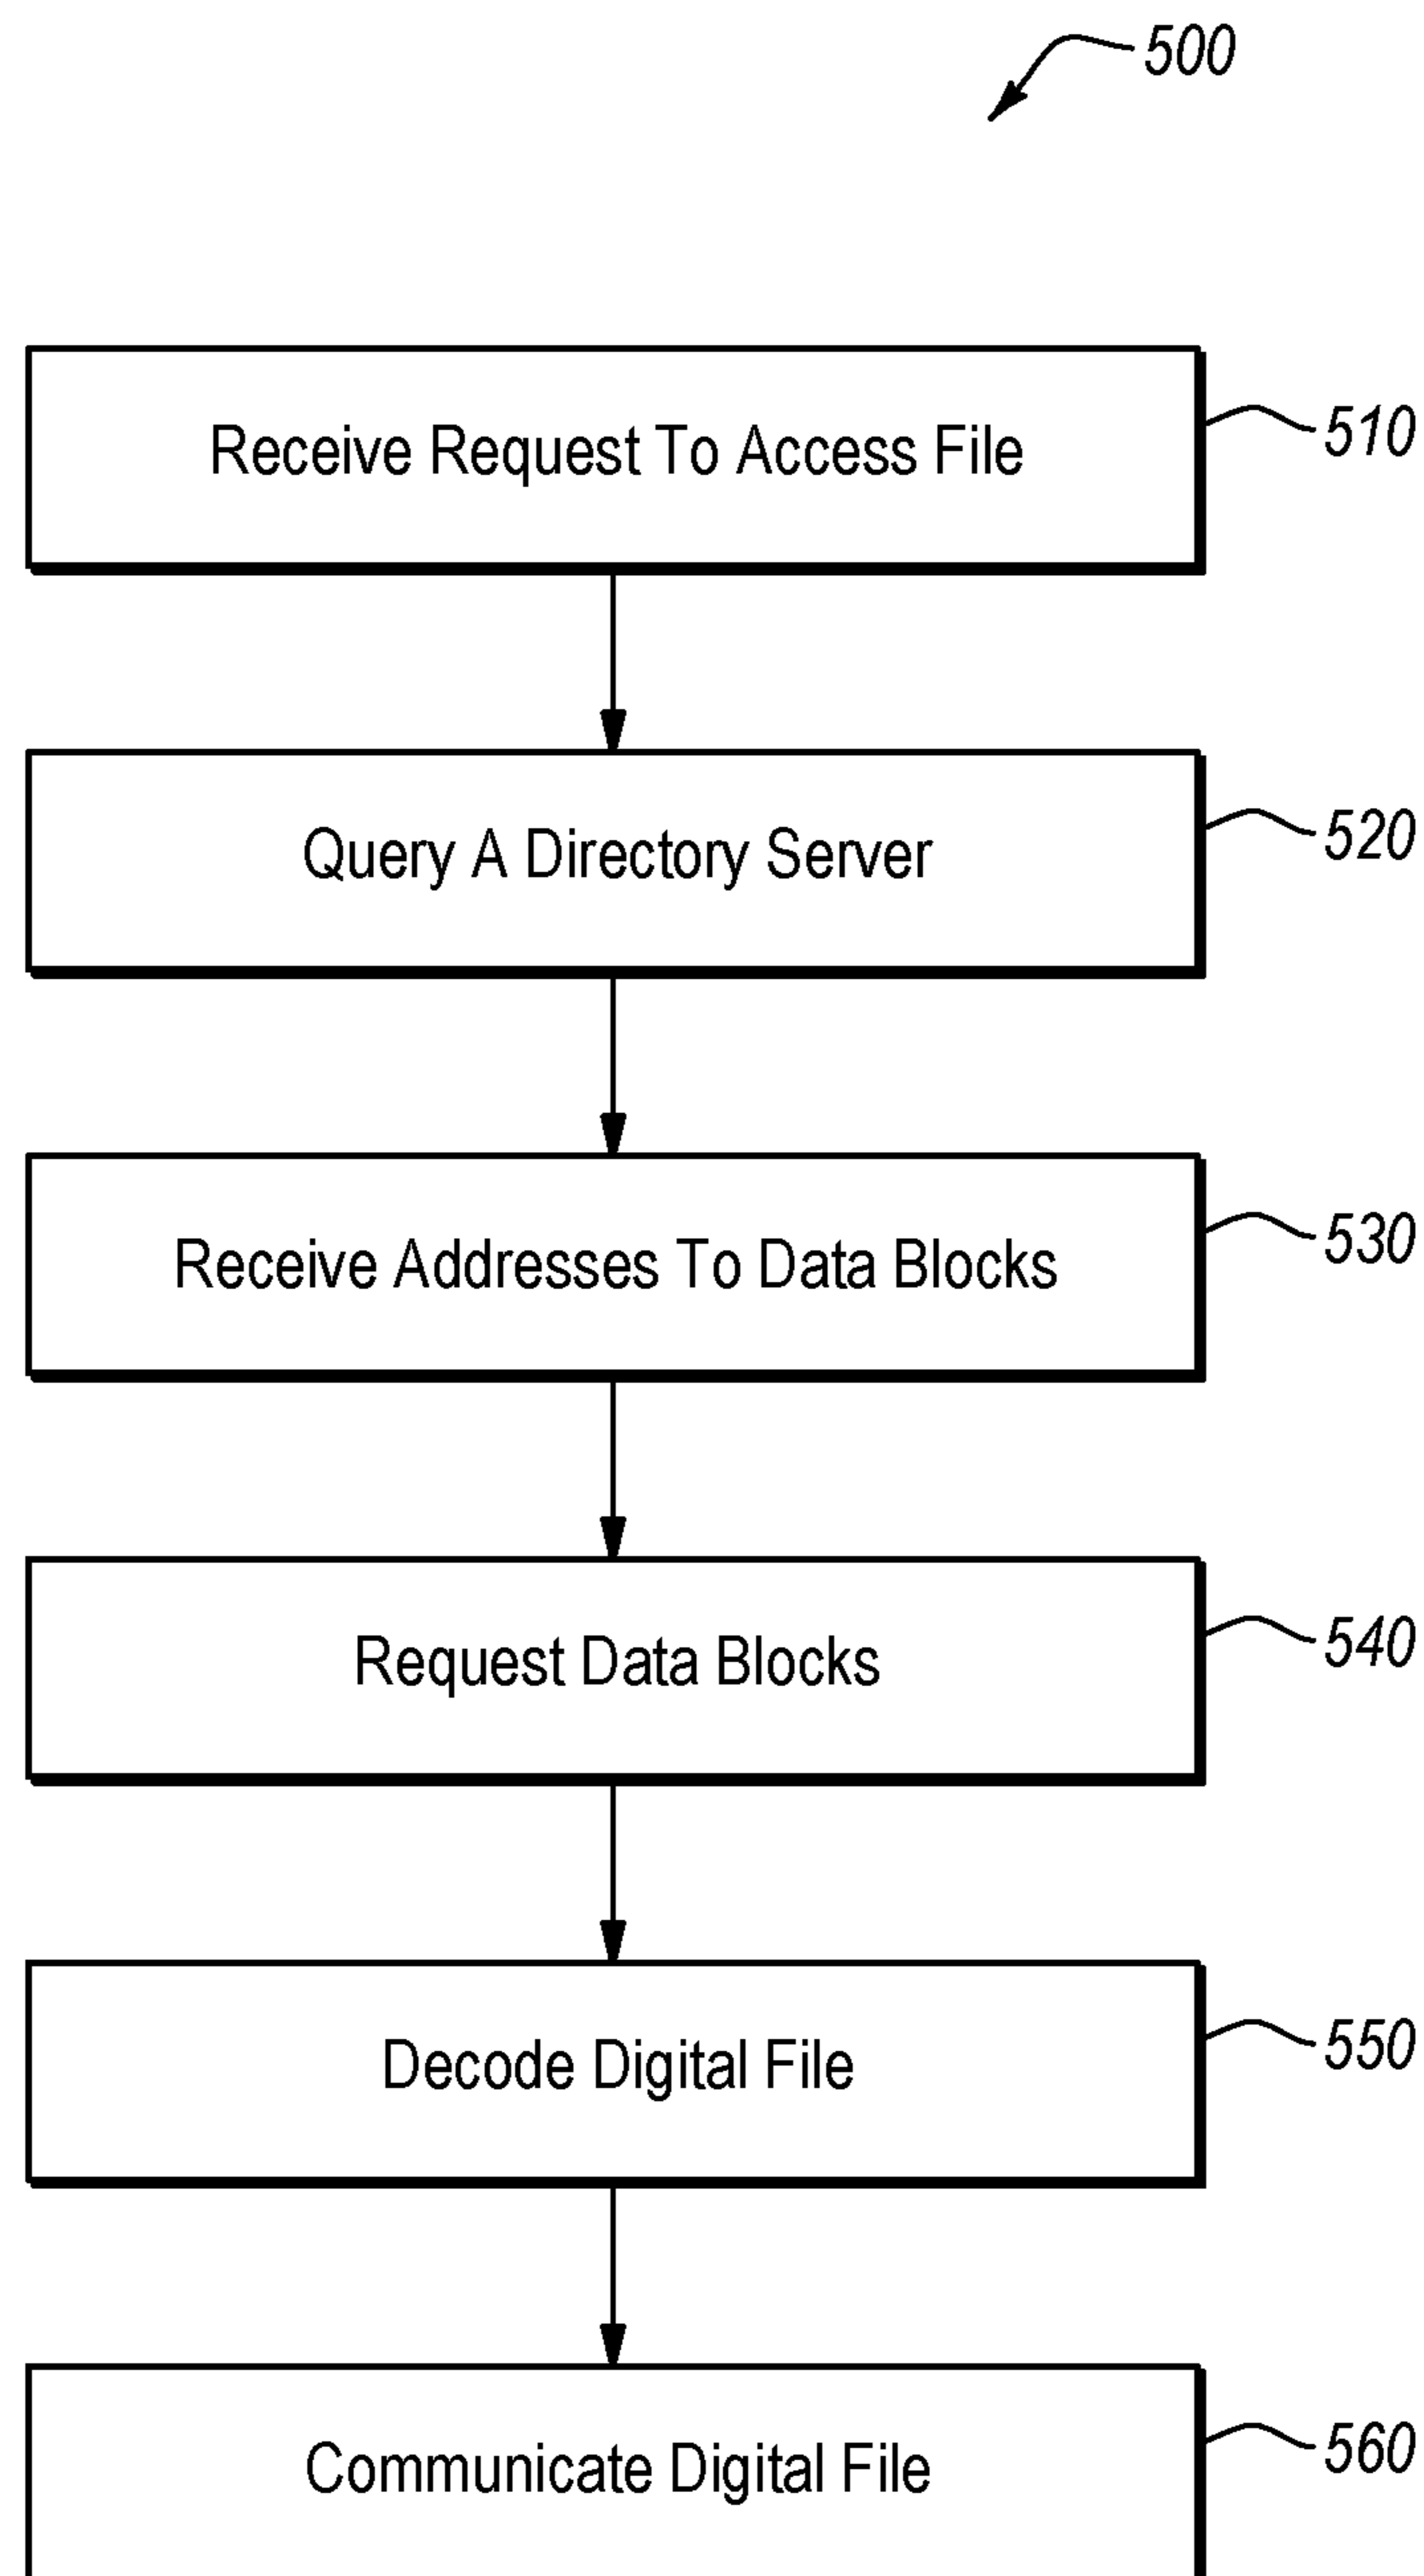 500
Receive Request To Access File
510
Query A Directory Server
520
Receive Addresses To Data Blocks
530
Request Data Blocks
540
Decode Digital File
550
Communicate Digital File
560